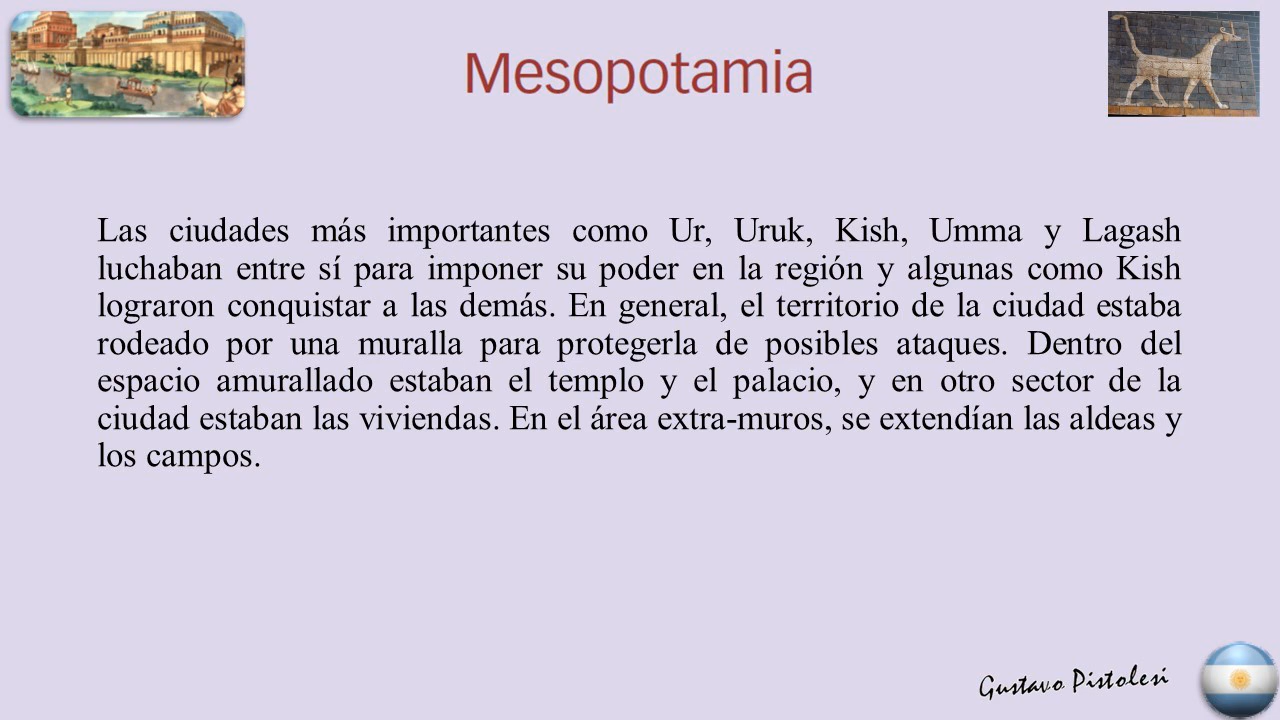 Mesopotamia
Las ciudades más importantes como Ur, Uruk, Kish, Umma y Lagash
luchaban entre sí para imponer su poder en la región y algunas como Kish
lograron conquistar a las demás. En general, el territorio de la ciudad estaba
rodeado por una muralla para protegerla de posibles ataques. Dentro del
espacio amurallado estaban el templo y el palacio, y en otro sector de la
ciudad estaban las viviendas. En el área extra-muros, se extendían las aldeas y
los campos.
Gustavo Pistolesi